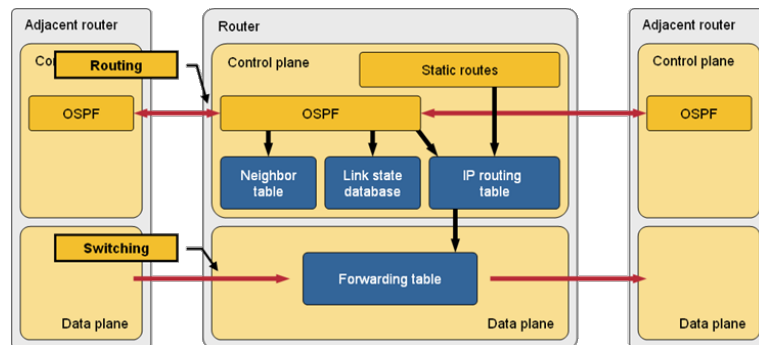 Adjacent router
Router
Adjacent router
Routing
Control plane
Static routes
Control plane
OSPF
OSPF
OSPF
Neighbor
table
Link state
database
IP routing
table
Switching
Forwarding table
Data plane
Data plane
Data plane